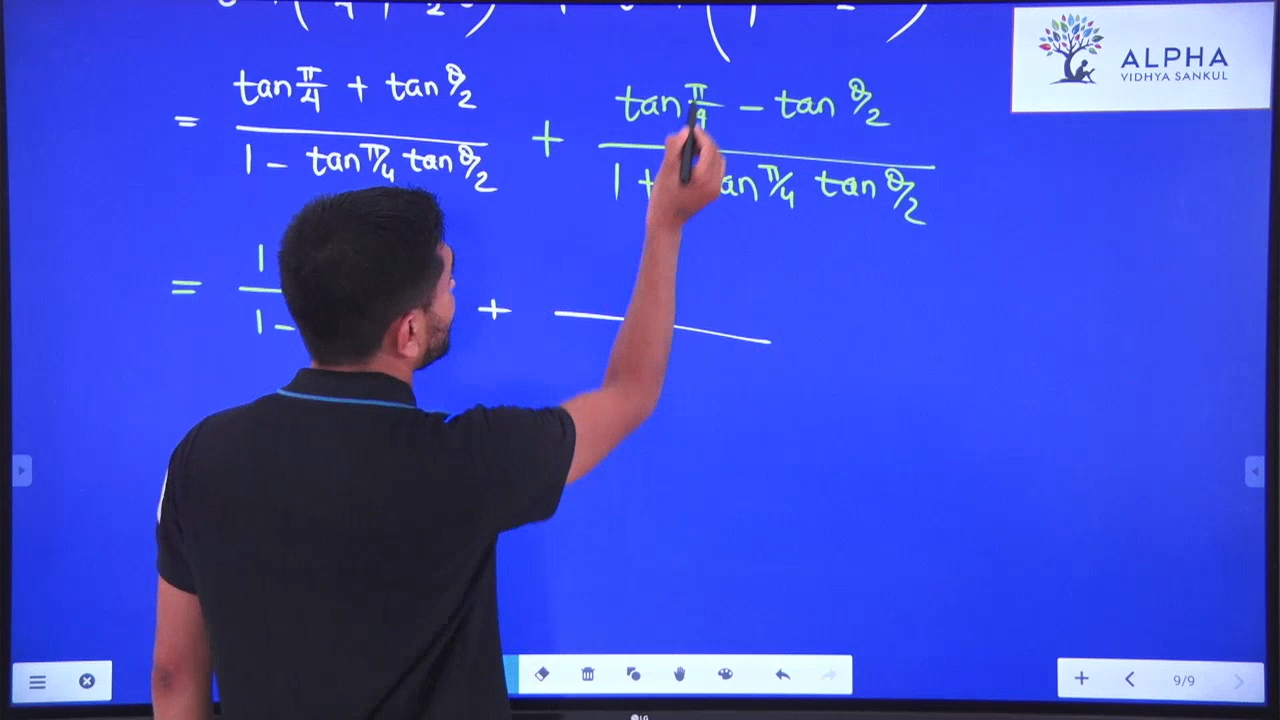 ALPHA
VIDHYA SANKUL
= (tan π/4 + tan θ/2) / (1 - tan π/4 tan θ/2) + (tan π/4 - tan θ/2) / (1 + tan π/4 tan θ/2)
= 1 / 1- +
9/9
LG